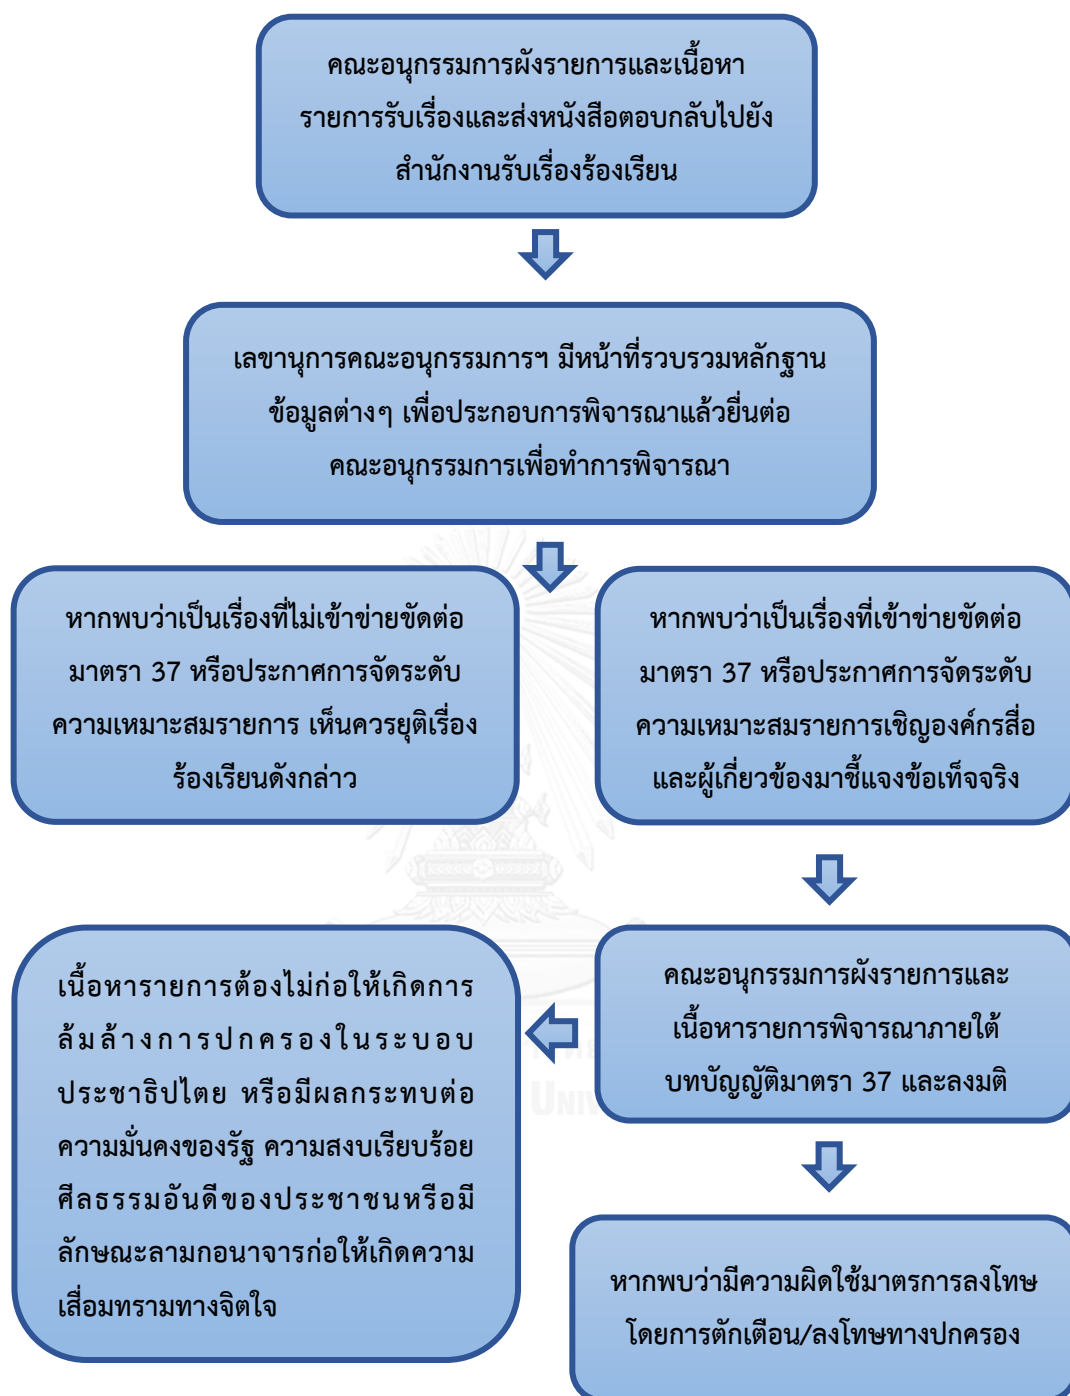 คณะอนุกรรมการผังรายการและเนื้อหา
รายการรับเรื่องและส่งหนังสือตอบกลับไปยัง
สำนักงานรับเรื่องร้องเรียน
เลขานุการคณะอนุกรรมการฯ มีหน้าที่รวบรวมหลักฐาน
ข้อมูลต่างๆ เพื่อประกอบการพิจารณาแล้วยื่นต่อ
คณะอนุกรรมการเพื่อทำการพิจารณา
หากพบว่าเป็นเรื่องที่ไม่เข้าข่ายขัดต่อ
มาตรา 37 หรือประกาศการจัดระดับ
ความเหมาะสมรายการ เห็นควรยุติเรื่อง
ร้องเรียนดังกล่าว
หากพบว่าเป็นเรื่องที่เข้าข่ายขัดต่อ
มาตรา 37 หรือประกาศการจัดระดับ
ความเหมาะสมรายการเชิญองค์กรสื่อ
และผู้เกี่ยวข้องมาชี้แจงข้อเท็จจริง
คณะอนุกรรมการผังรายการและ
เนื้อหารายการพิจารณาภายใต้
บทบัญญัติมาตรา 37 และลงมติ
เนื้อหารายการต้องไม่ก่อให้เกิดการ
ล้มล้างการปกครองในระบอบ
ประชาธิปไตย หรือมีผลกระทบต่อ
ความมั่นคงของรัฐ ความสงบเรียบร้อย
ศีลธรรมอันดีของประชาชนหรือมี
ลักษณะลามกอนาจารก่อให้เกิดความ
เสื่อมทรามทางจิตใจ
หากพบว่ามีความผิดใช้มาตรการลงโทษ
โดยการตักเตือน/ลงโทษทางปกครอง